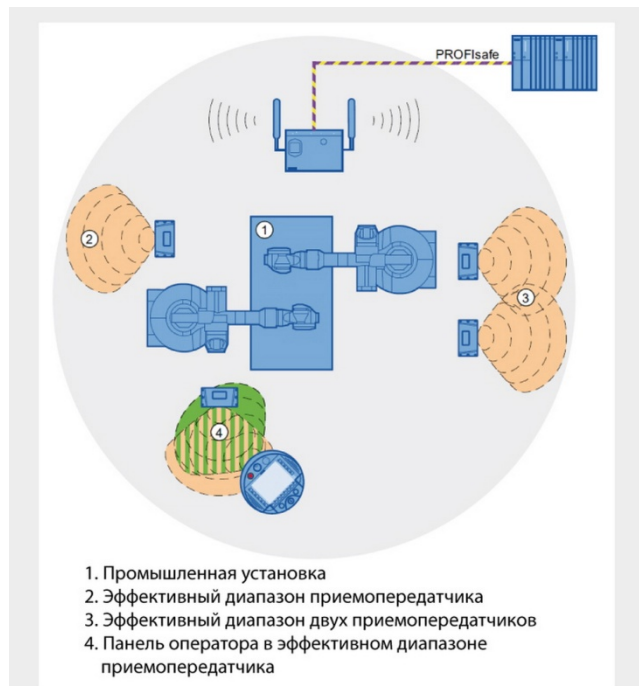 PROFIsafe
1
2
3
4
1. Промышленная установка
2. Эффективный диапазон приемопередатчика
3. Эффективный диапазон двух приемопередатчиков
4. Панель оператора в эффективном диапазоне
приемопередатчика